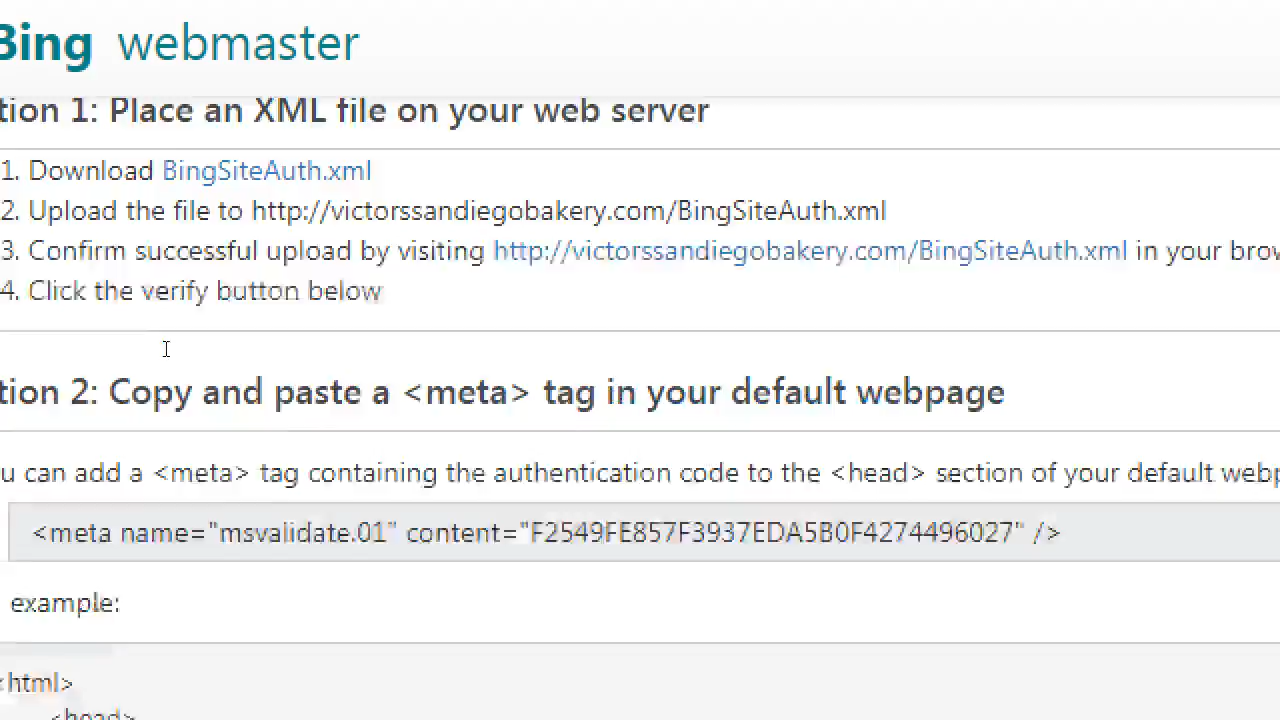 Bing webmaster
tion 1: Place an XML file on your web server
1. Download BingSiteAuth.xml
2. Upload the file to http://victorssandiegobakery.com/BingSiteAuth.xml
3. Confirm successful upload by visiting http://victorssandiegobakery.com/BingSiteAuth.xml in your brow
4. Click the verify button below
tion 2: Copy and paste a <meta> tag in your default webpage
u can add a <meta> tag containing the authentication code to the <head> section of your default webp
<meta name="msvalidate.01" content="F2549FE857F3937EDA5B0F4274496027" />
example:
<html>
<head>